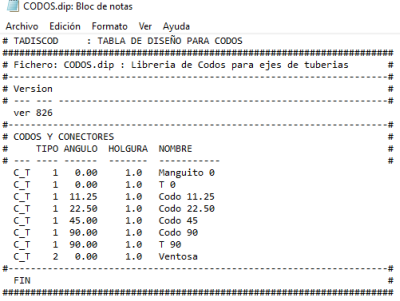 CODOS.dip: Bloc de notas
Archivo Edición Formato Ver Ayuda
# TADISCOD : TABLA DE DISEÑO PARA CODOS
################################################################################
# Fichero: CODOS.dip : Libreria de Codos para ejes de tuberias #
#------------------------------------------------------------------------------#
# Version #
# --- --- ----------------------------------------------------------------------#
ver 826
#------------------------------------------------------------------------------#
# CODOS Y CONECTORES #
# TIPO ANGULO HOLGURA NOMBRE #
# --- ---- ------ ------- ----------- #
C_T 1 0.00 1.0 Manguito 0
C_T 1 0.00 1.0 T 0
C_T 1 11.25 1.0 Codo 11.25
C_T 1 22.50 1.0 Codo 22.50
C_T 1 45.00 1.0 Codo 45
C_T 1 90.00 1.0 Codo 90
C_T 1 90.00 1.0 T 90
C_T 2 0.00 1.0 Ventosa
#------------------------------------------------------------------------------#
FIN #
################################################################################